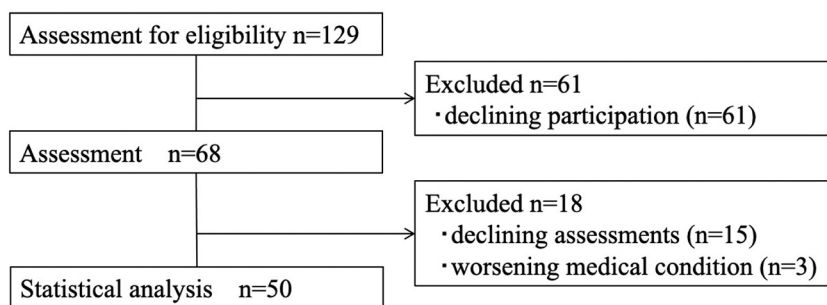 Assessment for eligibility n=129
Excluded n=61
・declining participation (n=61)
Assessment n=68
Excluded n=18
・declining assessments (n=15)
・worsening medical condition (n=3)
Statistical analysis n=50